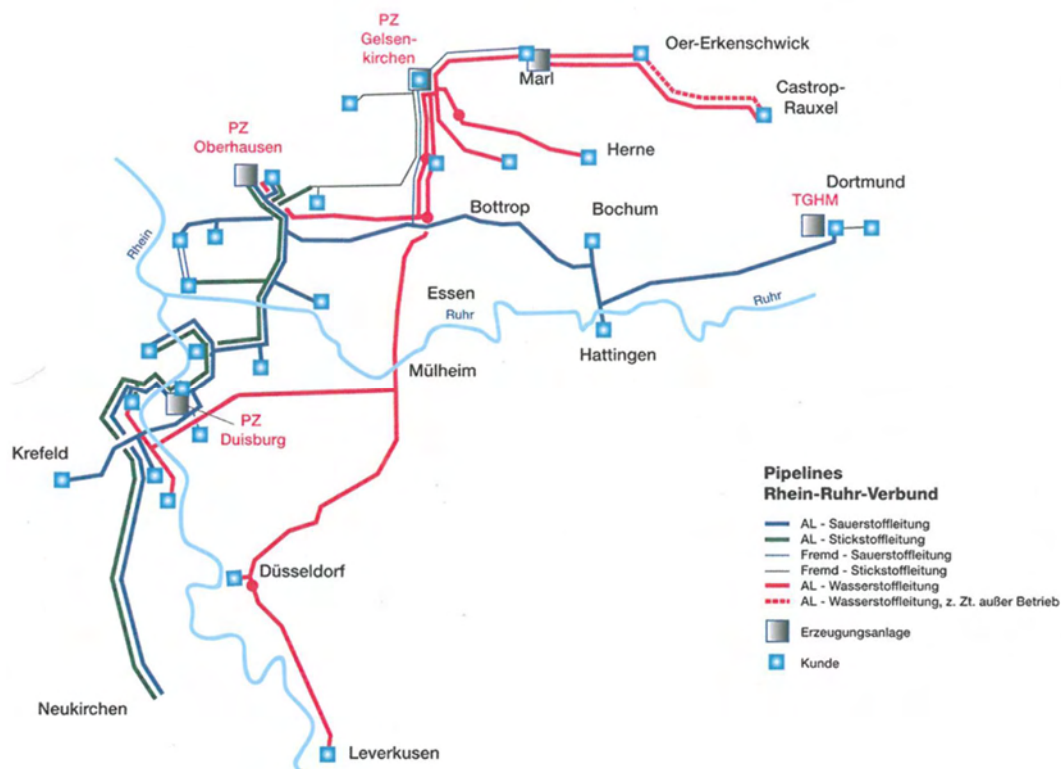 PZ
Gelsen-
kirchen
Oer-Erkenschwick
Marl
Castrop-
Rauxel
PZ
Oberhausen
Herne
Dortmund
TGHM
Bottrop
Bochum
Rhein
Essen
Ruhr
Ruhr
Hattingen
Mülheim
PZ
Duisburg
Krefeld
Düsseldorf
Neukirchen
Leverkusen
Pipelines
Rhein-Ruhr-Verbund
AL - Sauerstoffleitung
AL - Stickstoffleitung
Fremd - Sauerstoffleitung
Fremd - Stickstoffleitung
AL - Wasserstoffleitung
AL - Wasserstoffleitung, z. Zt. außer Betrieb
Erzeugungsanlage
Kunde